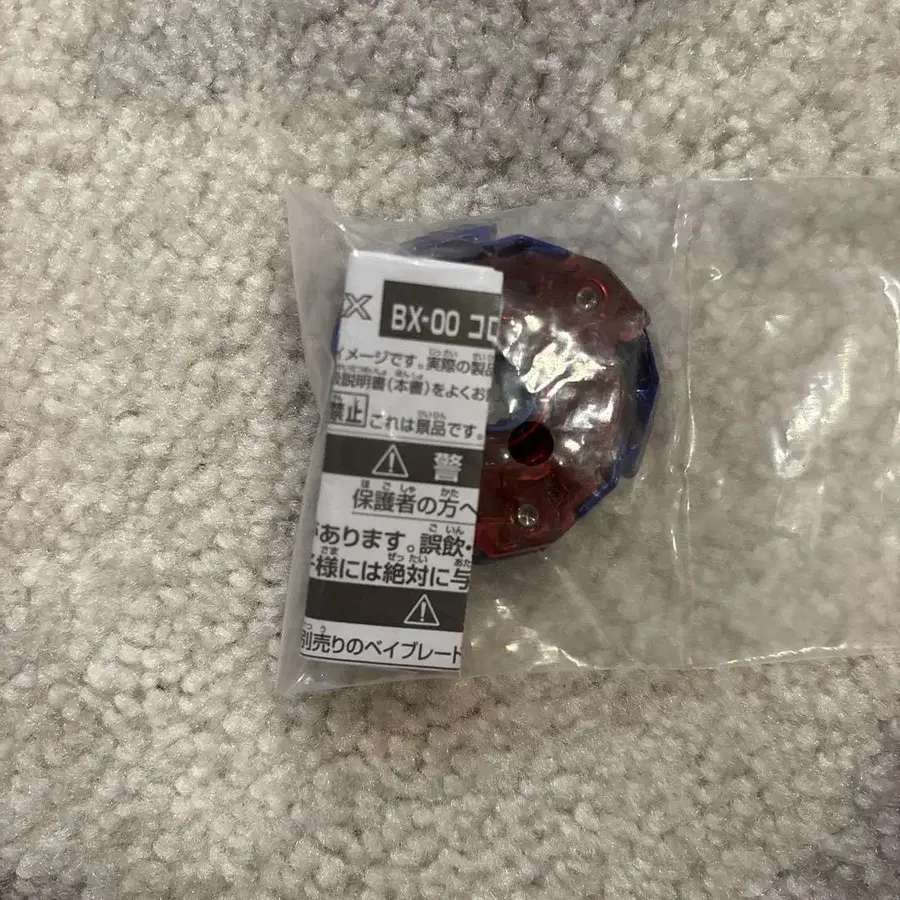 X BX-00 コロ
イメージです。実際の製品
説明書(本書)をよくお
禁止 これは景品です。
⚠ 警
保護者の方へ
があります。誤飲・
様には絶対に与
⚠
別売りのベイブレード